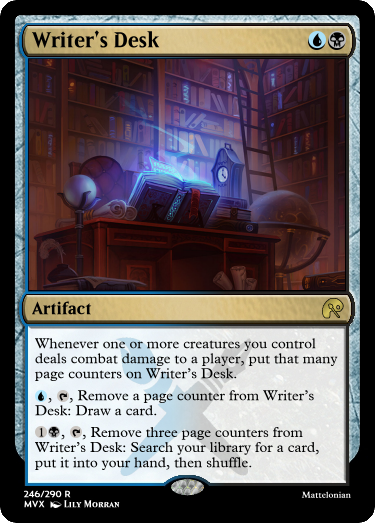 Writer's Desk
Artifact
Whenever one or more creatures you control
deals combat damage to a player, put that many
page counters on Writer's Desk.
, , Remove a page counter from Writer's
Desk: Draw a card.
1 , , Remove three page counters from
Writer's Desk: Search your library for a card,
put it into your hand, then shuffle.
246/290 R
MVX Lily Morran
Mattelonian